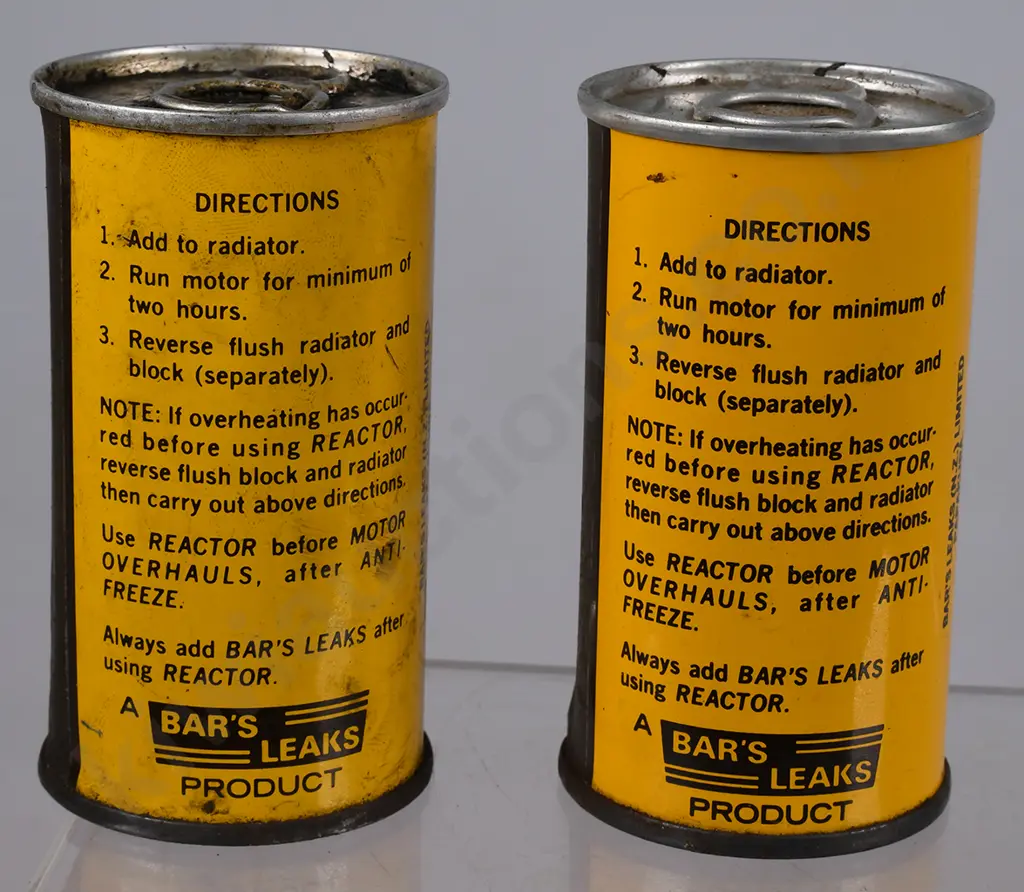 DIRECTIONS
1. Add to radiator.
2. Run motor for minimum of
two hours.
3. Reverse flush radiator and
block (separately).
NOTE: If overheating has occur-
red before using REACTOR,
reverse flush block and radiator
then carry out above directions.
Use REACTOR before MOTOR
OVERHAULS, after ANTI-
FREEZE.
Always add BAR'S LEAKS after
using REACTOR.
A BAR'S
LEAKS
PRODUCT
DIRECTIONS
1. Add to radiator.
2. Run motor for minimum of
two hours.
3. Reverse flush radiator and
block (separately).
NOTE: If overheating has occur-
red before using REACTOR,
reverse flush block and radiator
then carry out above directions.
Use REACTOR before MOTOR
OVERHAULS, after ANTI-
FREEZE.
Always add BAR'S LEAKS after
using REACTOR.
A BAR'S
LEAKS
PRODUCT
BAR'S LEAKS (N.Z.) LIMITED